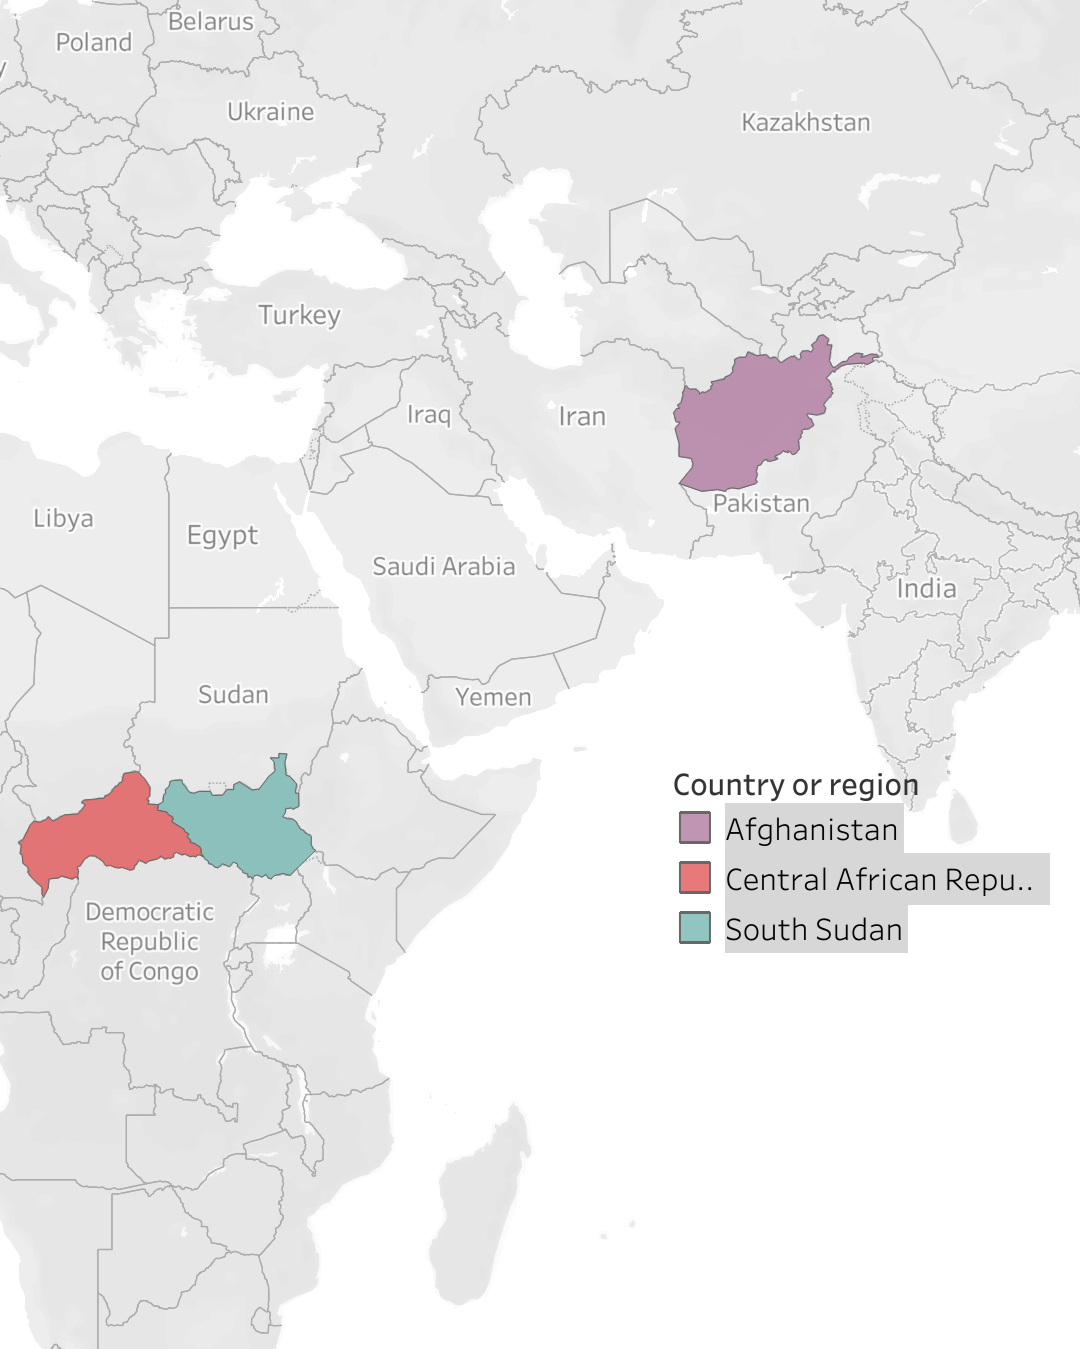 Belarus
Poland
Ukraine
Kazakhstan
Turkey
Iraq
Iran
Pakistan
Libya
Egypt
Saudi Arabia
India
Sudan
Yemen
Country or region
Afghanistan
Central African Repu..
South Sudan
Democratic
Republic
of Congo